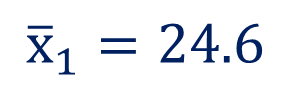 x̅₁ = 24.6